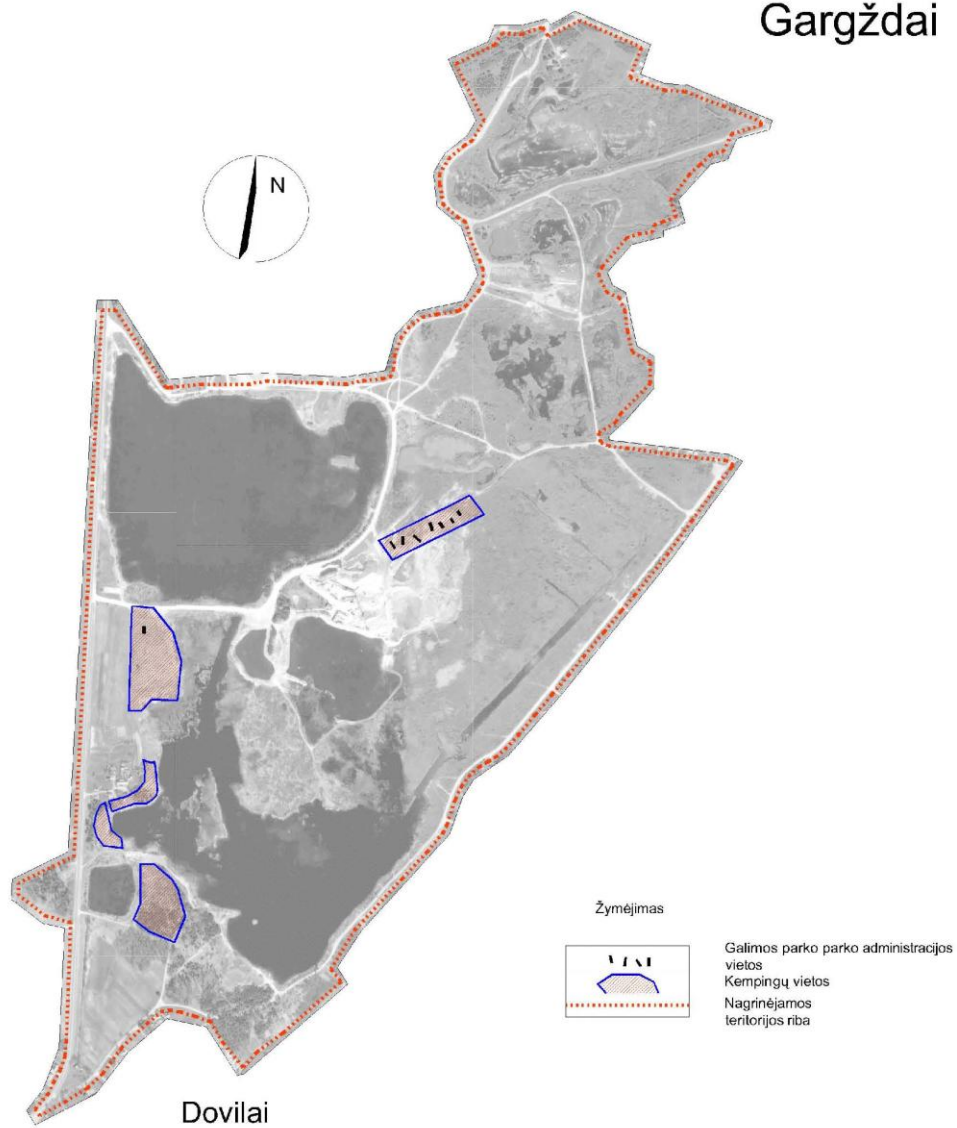 Gargždai
N
Žymėjimas
Galimos parko parko administracijos
vietos
Kempingų vietos
Nagrinėjamos
teritorijos riba
Dovilai